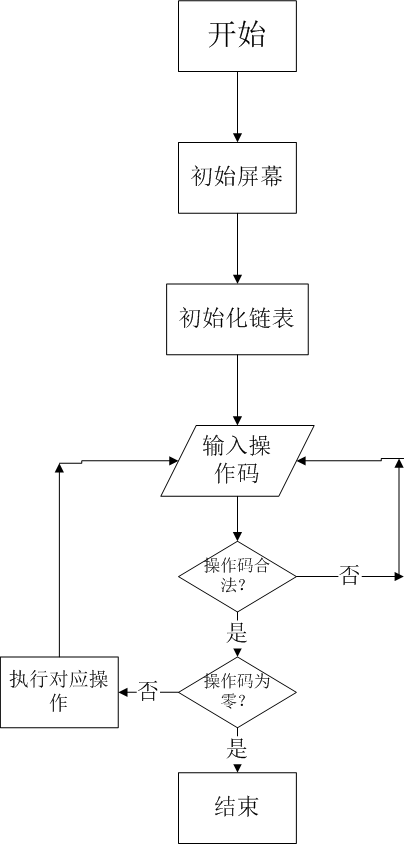 开始
初始屏幕
初始化链表
输入操
作码
操作码合
法？
否
是
操作码为
零？
否
执行对应操
作
是
结束